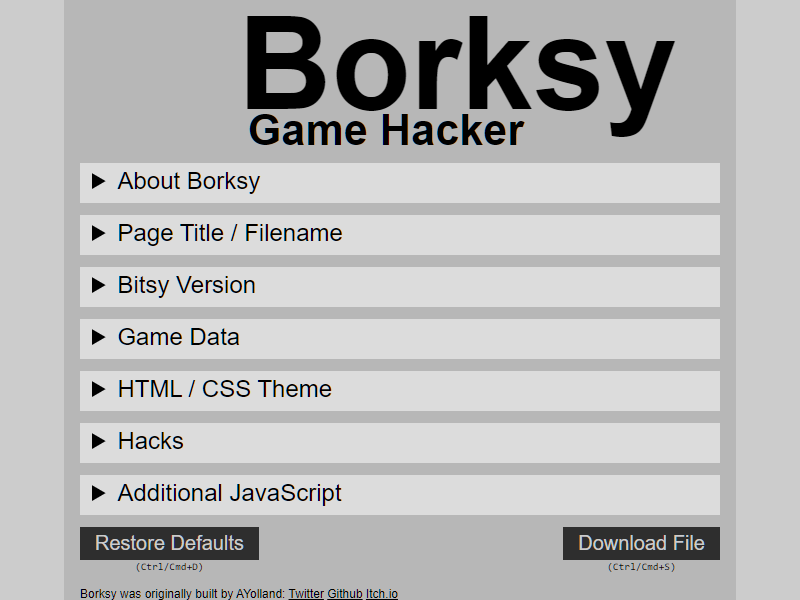 Borksy
Game Hacker
About Borksy
Page Title / Filename
Bitsy Version
Game Data
HTML / CSS Theme
Hacks
Additional JavaScript
Restore Defaults Download File
(Ctrl/Cmd+D) (Ctrl/Cmd+S)
Borksy was originally built by AYolland: Twitter Github Itch.io